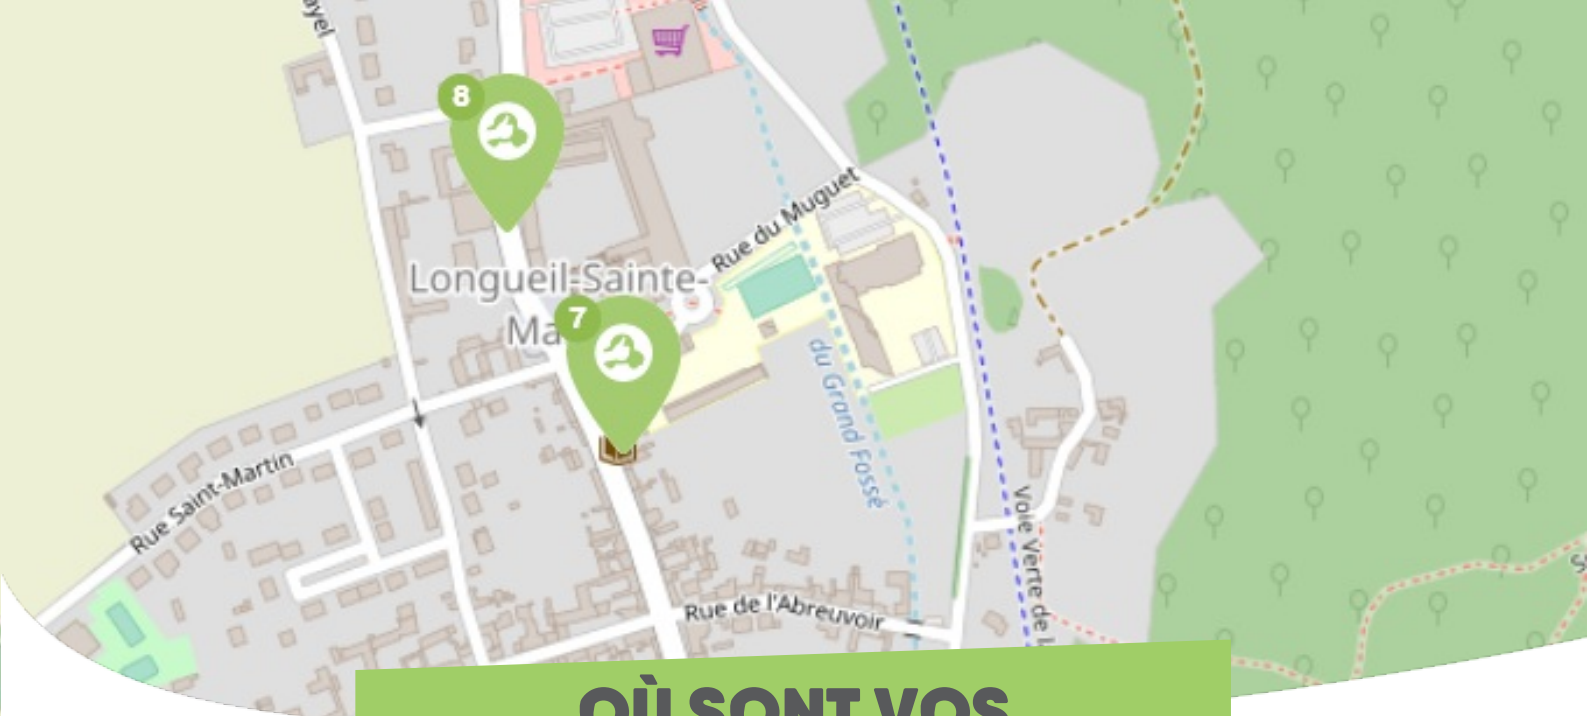 ayel
8
Rue du Muguet
Longueil-Sainte-
Ma
7
du Grand Fossé
Rue Saint-Martin
Voie Verte de l
Rue de l'Abreuvoir
OÙ SONT VOS